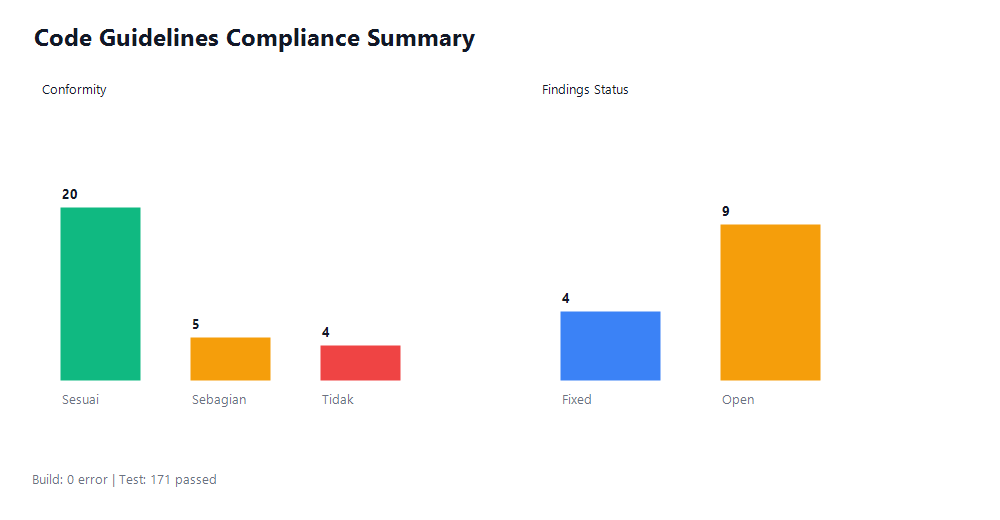 Code Guidelines Compliance Summary
Conformity
20
5
4
Sesuai
Sebagian
Tidak
Findings Status
4
9
Fixed
Open
Build: 0 error | Test: 171 passed